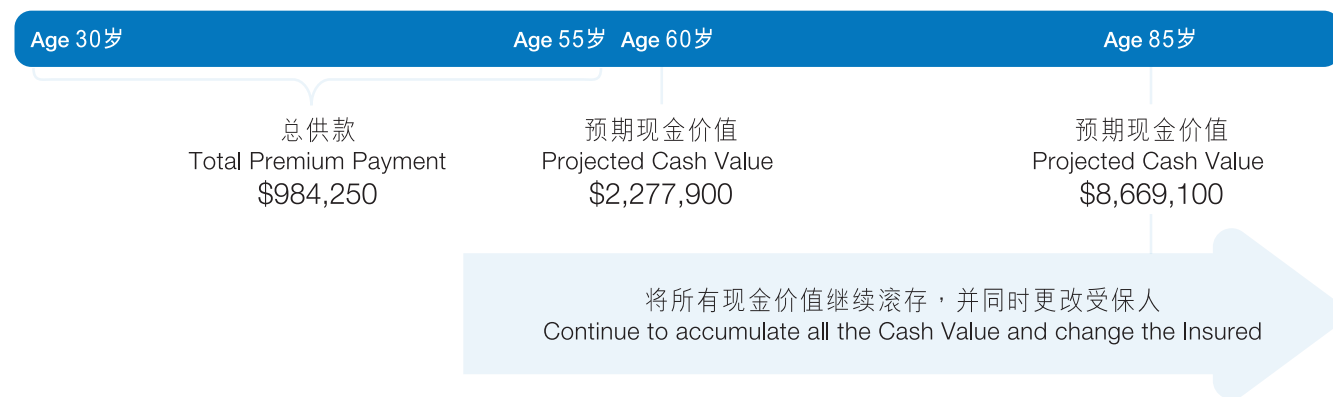 Age 30岁
Age 55岁
Age 60岁
Age 85岁
总供款
Total Premium Payment
$984,250
预期现金价值
Projected Cash Value
$2,277,900
预期现金价值
Projected Cash Value
$8,669,100
将所有现金价值继续滚存，并同时更改受保人
Continue to accumulate all the Cash Value and change the Insured